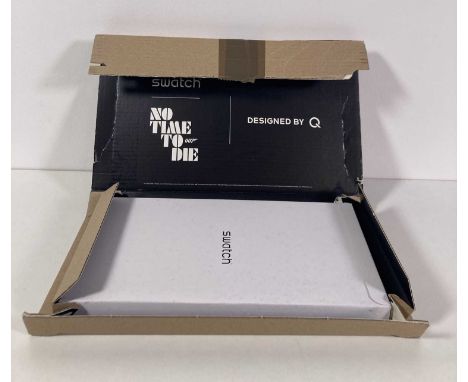 swatch
NO
TIME
TO
DIE
007
DESIGNED BY Q
swatch